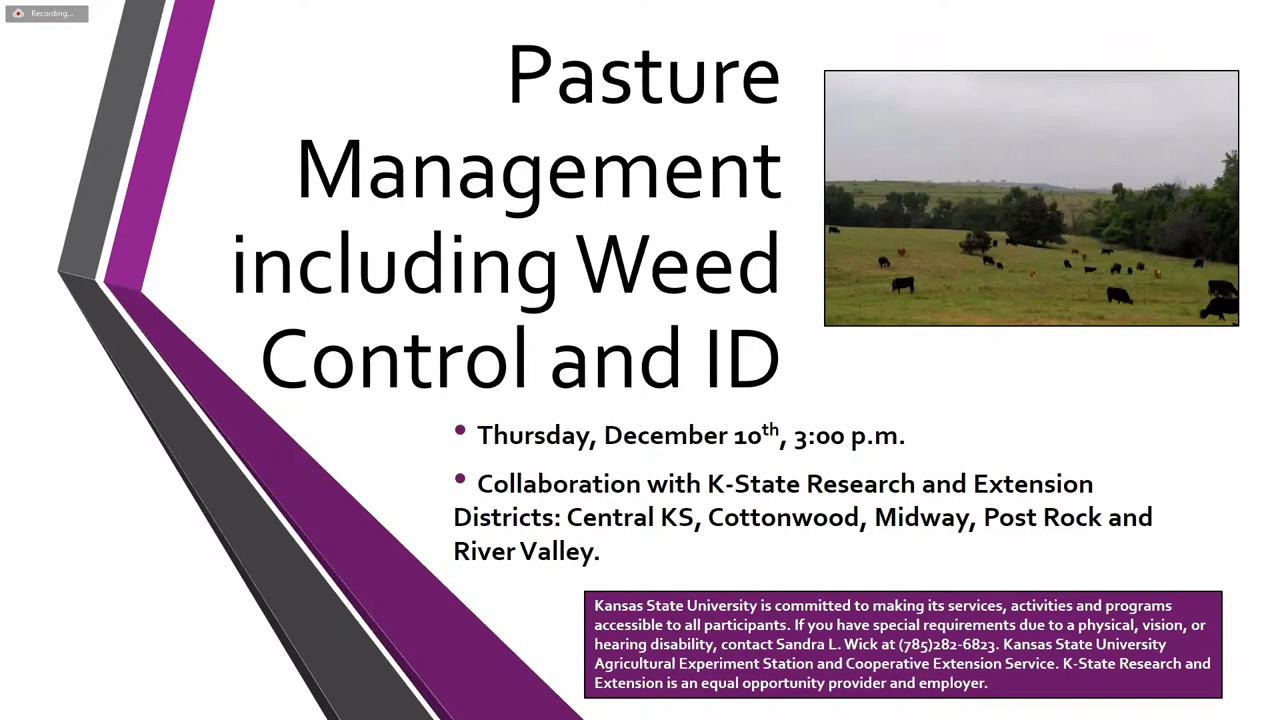 Recording...
Pasture
Management
including Weed
Control and ID
• Thursday, December 10th, 3:00 p.m.
• Collaboration with K-State Research and Extension
Districts: Central KS, Cottonwood, Midway, Post Rock and
River Valley.
Kansas State University is committed to making its services, activities and programs
accessible to all participants. If you have special requirements due to a physical, vision, or
hearing disability, contact Sandra L. Wick at (785)282-6823. Kansas State University
Agricultural Experiment Station and Cooperative Extension Service. K-State Research and
Extension is an equal opportunity provider and employer.